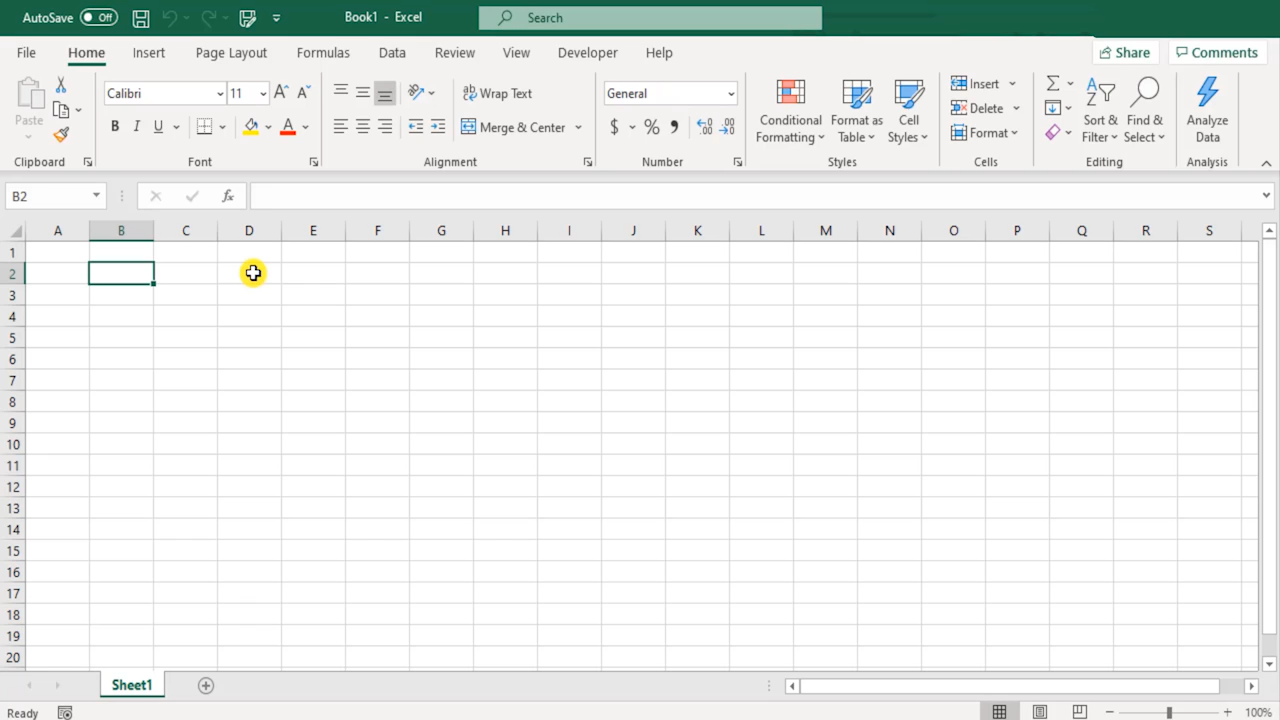 AutoSave Off Book1 - Excel Search
File Home Insert Page Layout Formulas Data Review View Developer Help Share Comments
Paste
Clipboard
Calibri 11 A A
B I U A
Font
ab Wrap Text
Merge & Center
Alignment
General
$ % , .00
Number
Conditional Formatting
Format as Table
Cell Styles
Styles
Insert
Delete
Format
Cells
Σ
Sort & Filter
Find & Select
Editing
Analyze Data
Analysis
B2 fx
A B C D E F G H I J K L M N O P Q R S
1
2
3
4
5
6
7
8
9
10
11
12
13
14
15
16
17
18
19
20
Sheet1
Ready 100%